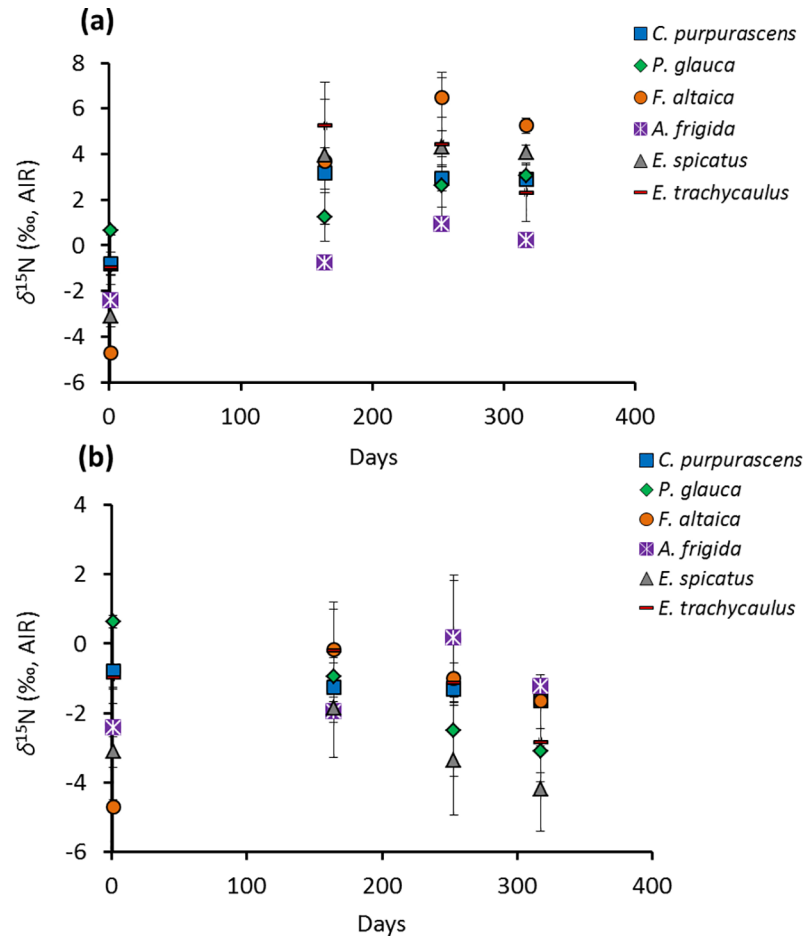 (a)
C. purpurascens
P. glauca
F. altaica
A. frigida
E. spicatus
E. trachycaulus
8
6
4
2
0
-2
-4
-6
δ¹⁵N (‰, AIR)
0 100 200 300 400
Days
(b)
C. purpurascens
P. glauca
F. altaica
A. frigida
E. spicatus
E. trachycaulus
4
2
0
-2
-4
-6
δ¹⁵N (‰, AIR)
0 100 200 300 400
Days